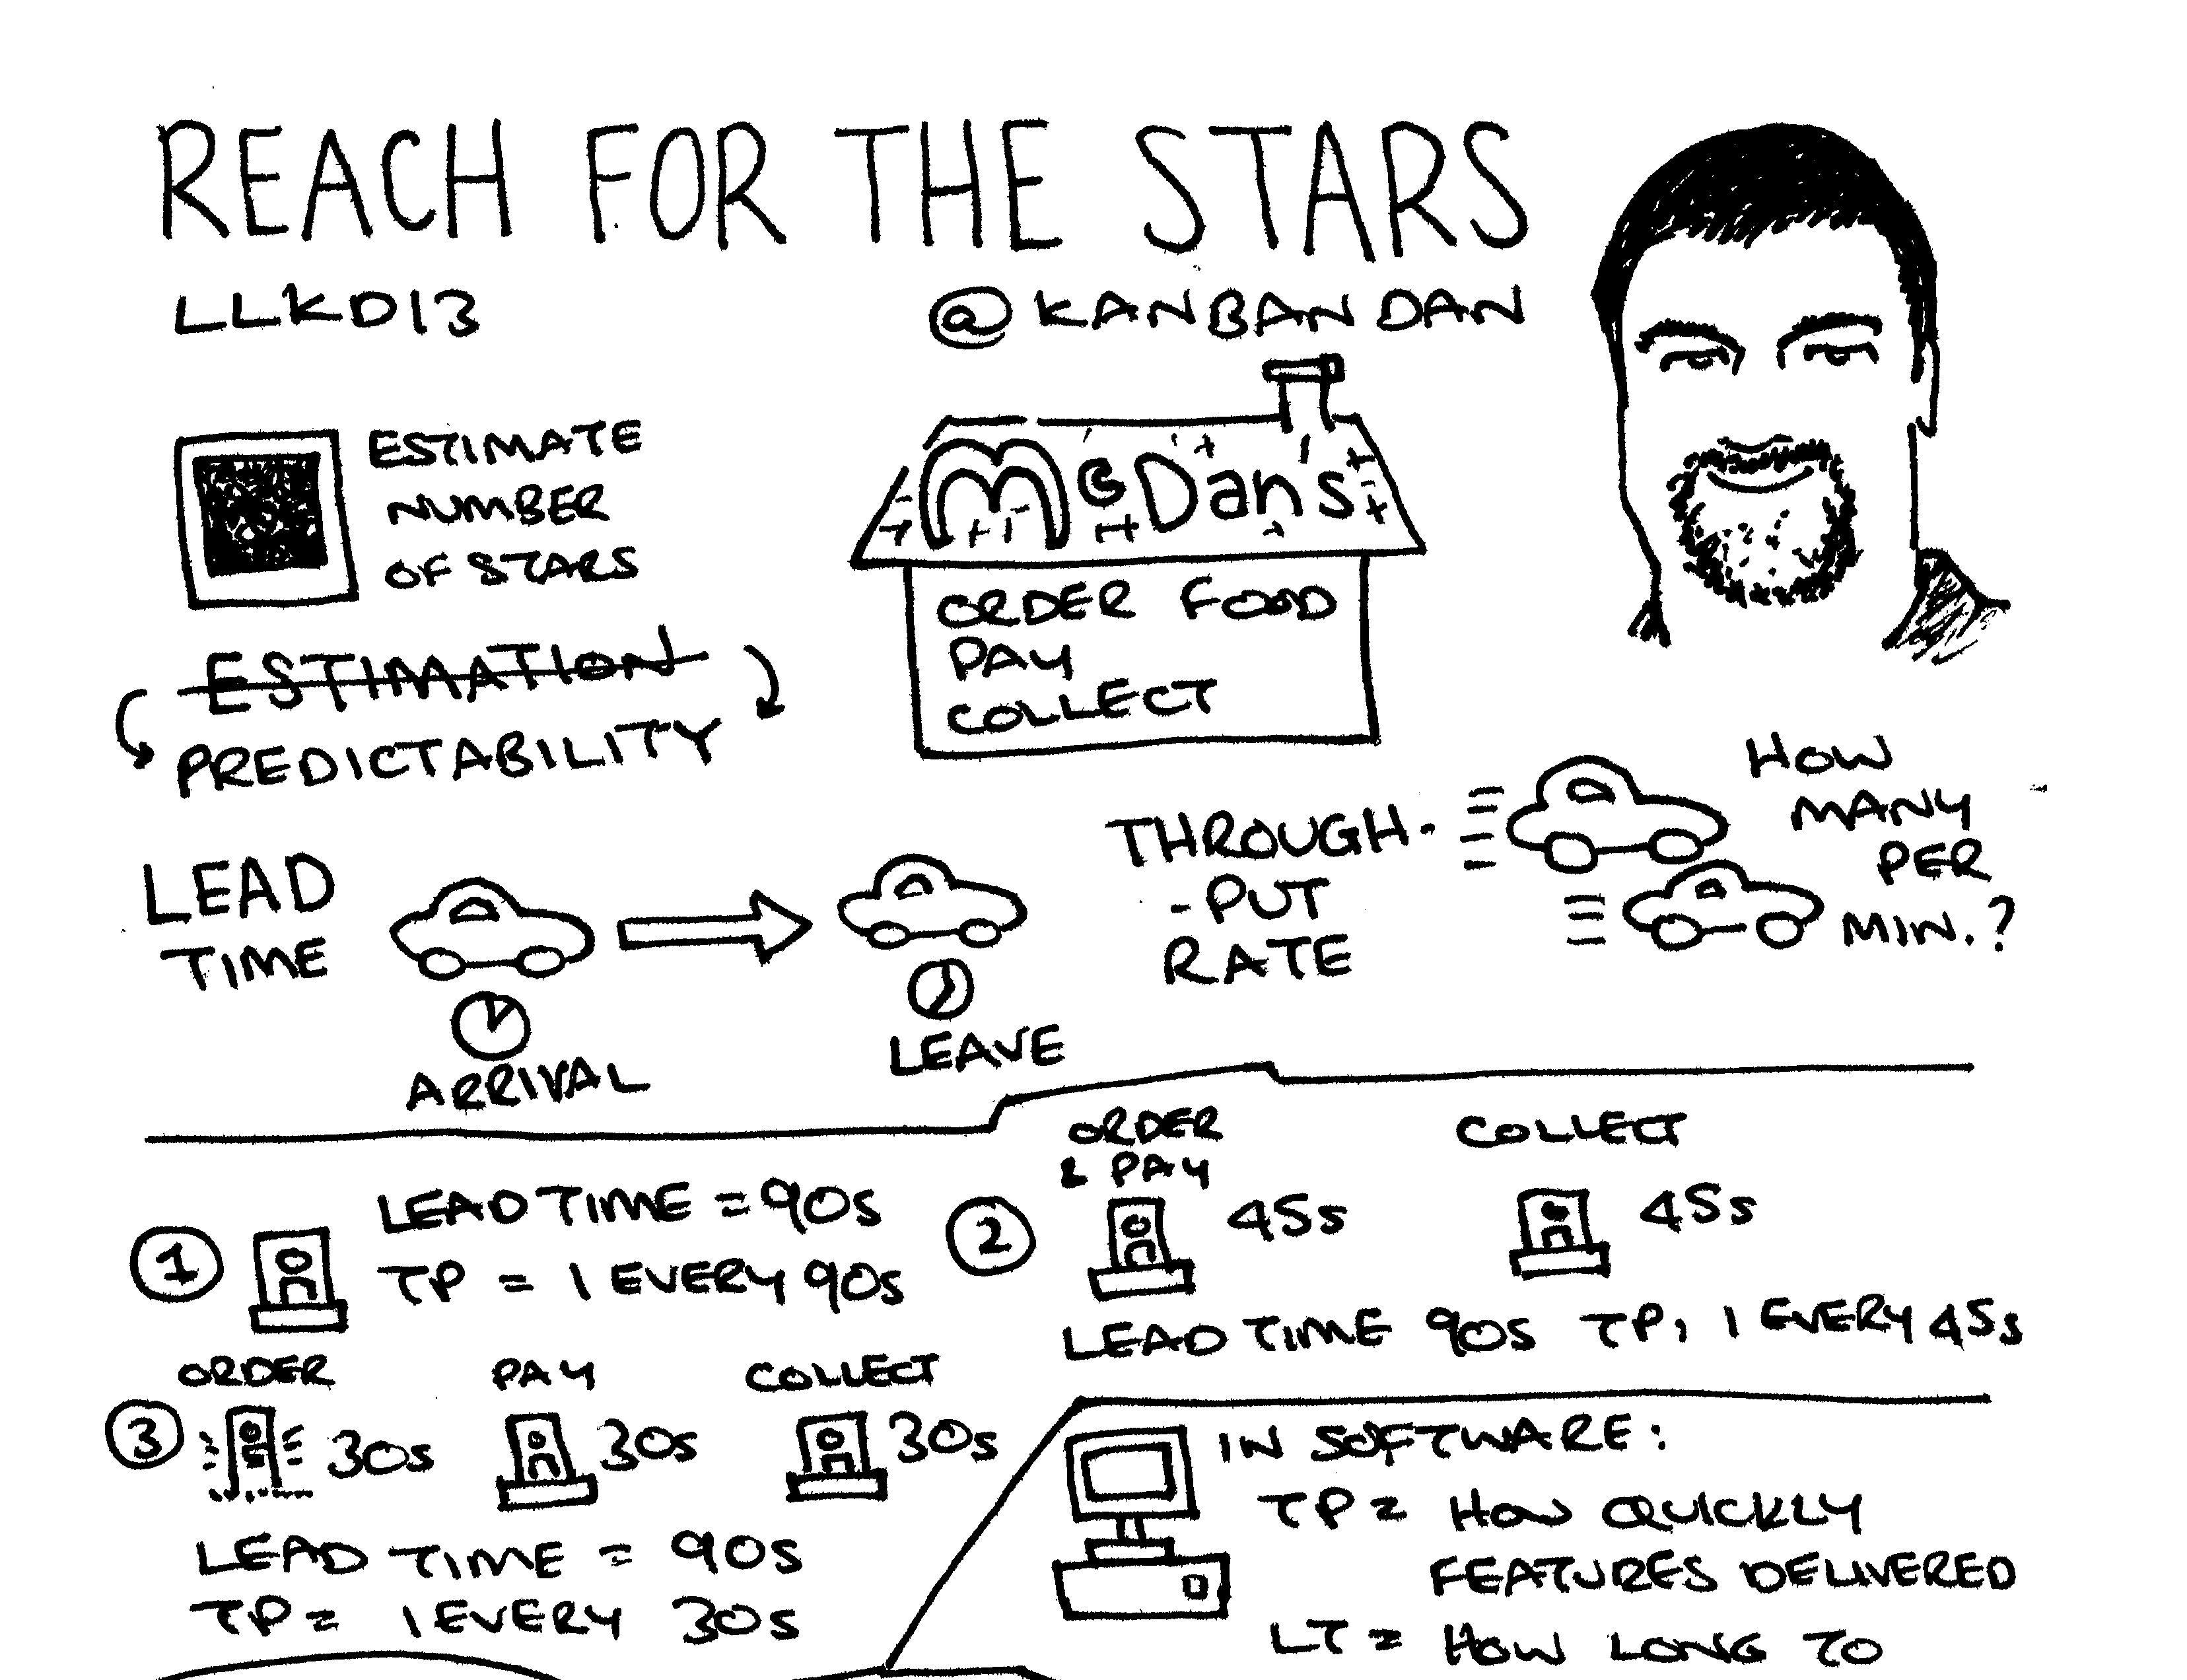 REACH FOR THE STARS
LLKD13
@KANBANDAN
ESTIMATE
NUMBER
OF STARS
ESTIMATION
PREDICTABILITY
McDan's
ORDER FOOD
PAY
COLLECT
LEAD
TIME
ARRIVAL
LEAVE
THROUGH-
-PUT
RATE
HOW
MANY
PER
MIN.?
1
LEAD TIME = 90s
TP = 1 EVERY 90s
2
ORDER
& PAY
45s
COLLECT
45s
LEAD TIME 90s TP, 1 EVERY 45s
3
ORDER
30s
PAY
30s
COLLECT
30s
LEAD TIME = 90s
TP = 1 EVERY 30s
IN SOFTWARE:
TP = HOW QUICKLY
FEATURES DELIVERED
LT = HOW LONG TO